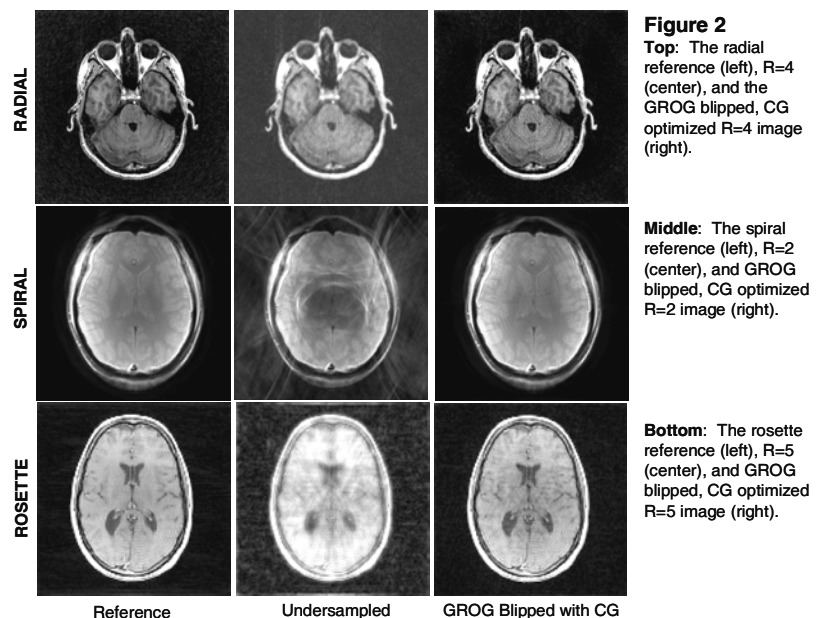 RADIAL
SPIRAL
ROSETTE
Figure 2
Top: The radial
reference (left), R=4
(center), and the
GROG blipped, CG
optimized R=4 image
(right).
Middle: The spiral
reference (left), R=2
(center), and GROG
blipped, CG optimized
R=2 image (right).
Bottom: The rosette
reference (left), R=5
(center), and GROG
blipped, CG optimized
R=5 image (right).
Reference
Undersampled
GROG Blipped with CG